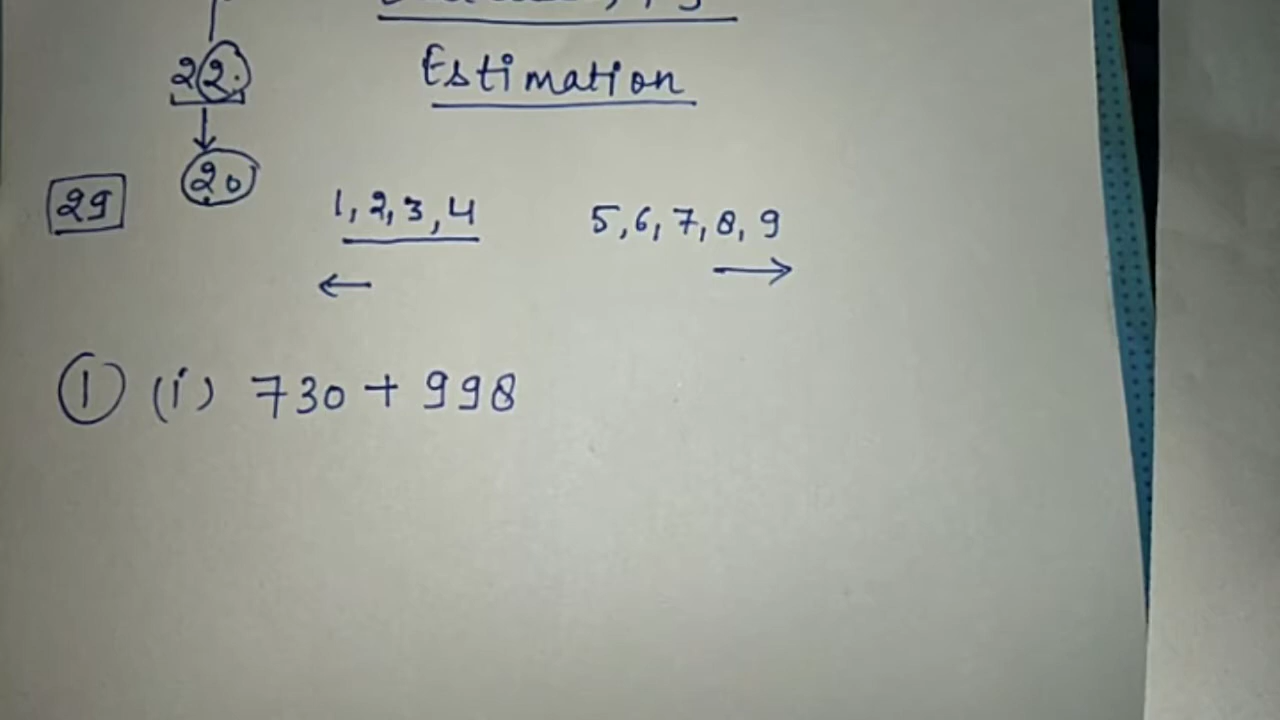 22.
Estimation
20
29
1,2,3,4 5,6,7,8,9
1 (i) 730 + 998